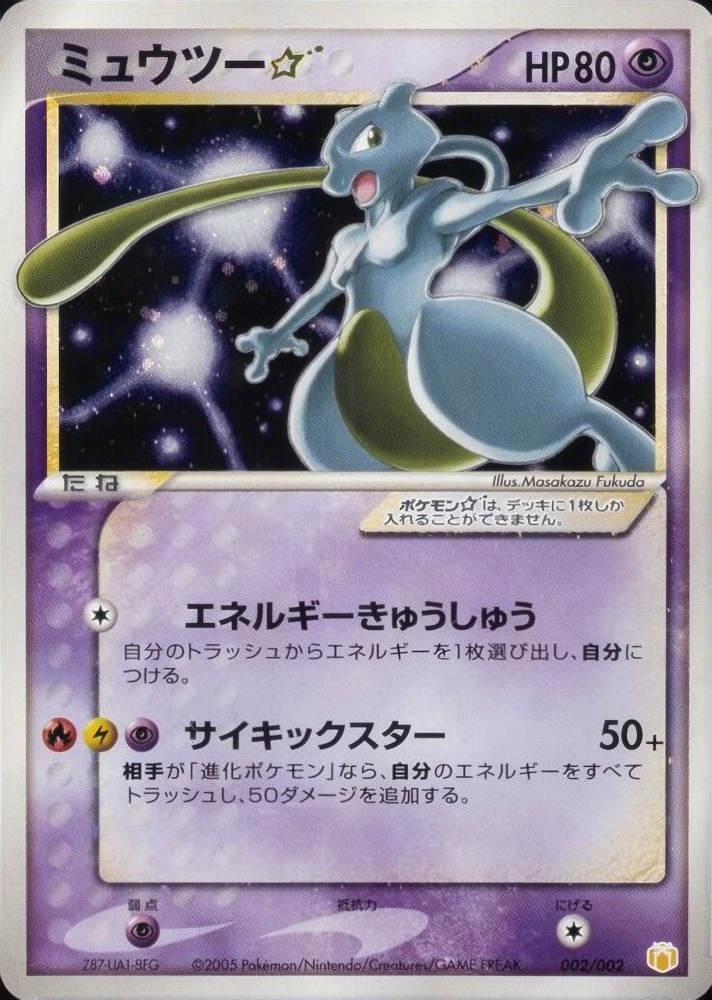 ミュウツー☆
HP80
たね
Illus.Masakazu Fukuda
ポケモン☆は、デッキに1枚しか
入れることができません。
エネルギーきゅうしゅう
自分のトラッシュからエネルギーを1枚選び出し、自分に
つける。
サイキックスター 50+
相手が「進化ポケモン」なら、自分のエネルギーをすべて
トラッシュし、50ダメージを追加する。
弱点 抵抗力 にげる
Z87-UA1-8FG ©2005 Pokémon/Nintendo/Creatures/GAME FREAK 002/002